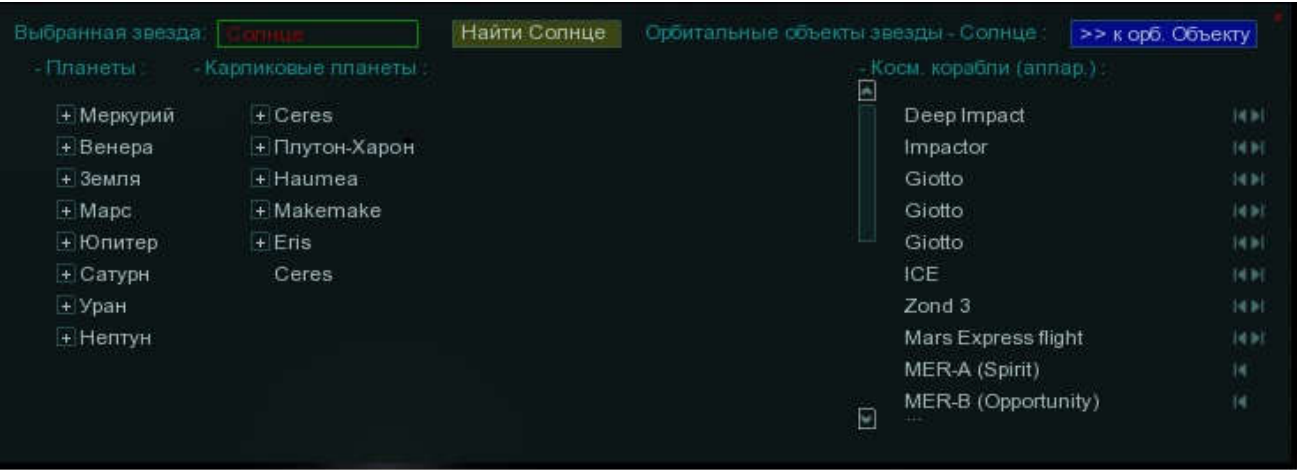 Выбранная звезда: Солнце Найти Солнце Орбитальные объекты звезды - Солнце : >> к орб. Объекту
- Планеты : - Карликовые планеты : - Косм. корабли (аппар.) :
Меркурий Ceres Deep Impact
Венера Плутон-Харон Impactor
Земля Haumea Giotto
Марс Makemake Giotto
Юпитер Eris Giotto
Сатурн Ceres ICE
Уран Zond 3
Нептун Mars Express flight
MER-A (Spirit)
MER-B (Opportunity)
...